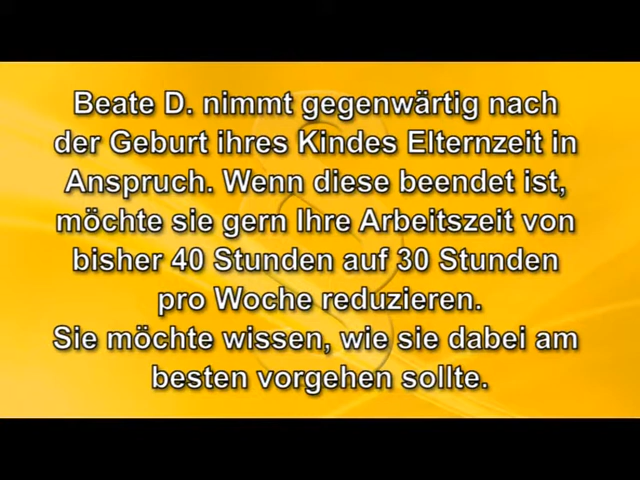 Beate D. nimmt gegenwärtig nach
der Geburt ihres Kindes Elternzeit in
Anspruch. Wenn diese beendet ist,
möchte sie gern Ihre Arbeitszeit von
bisher 40 Stunden auf 30 Stunden
pro Woche reduzieren.
Sie möchte wissen, wie sie dabei am
besten vorgehen sollte.